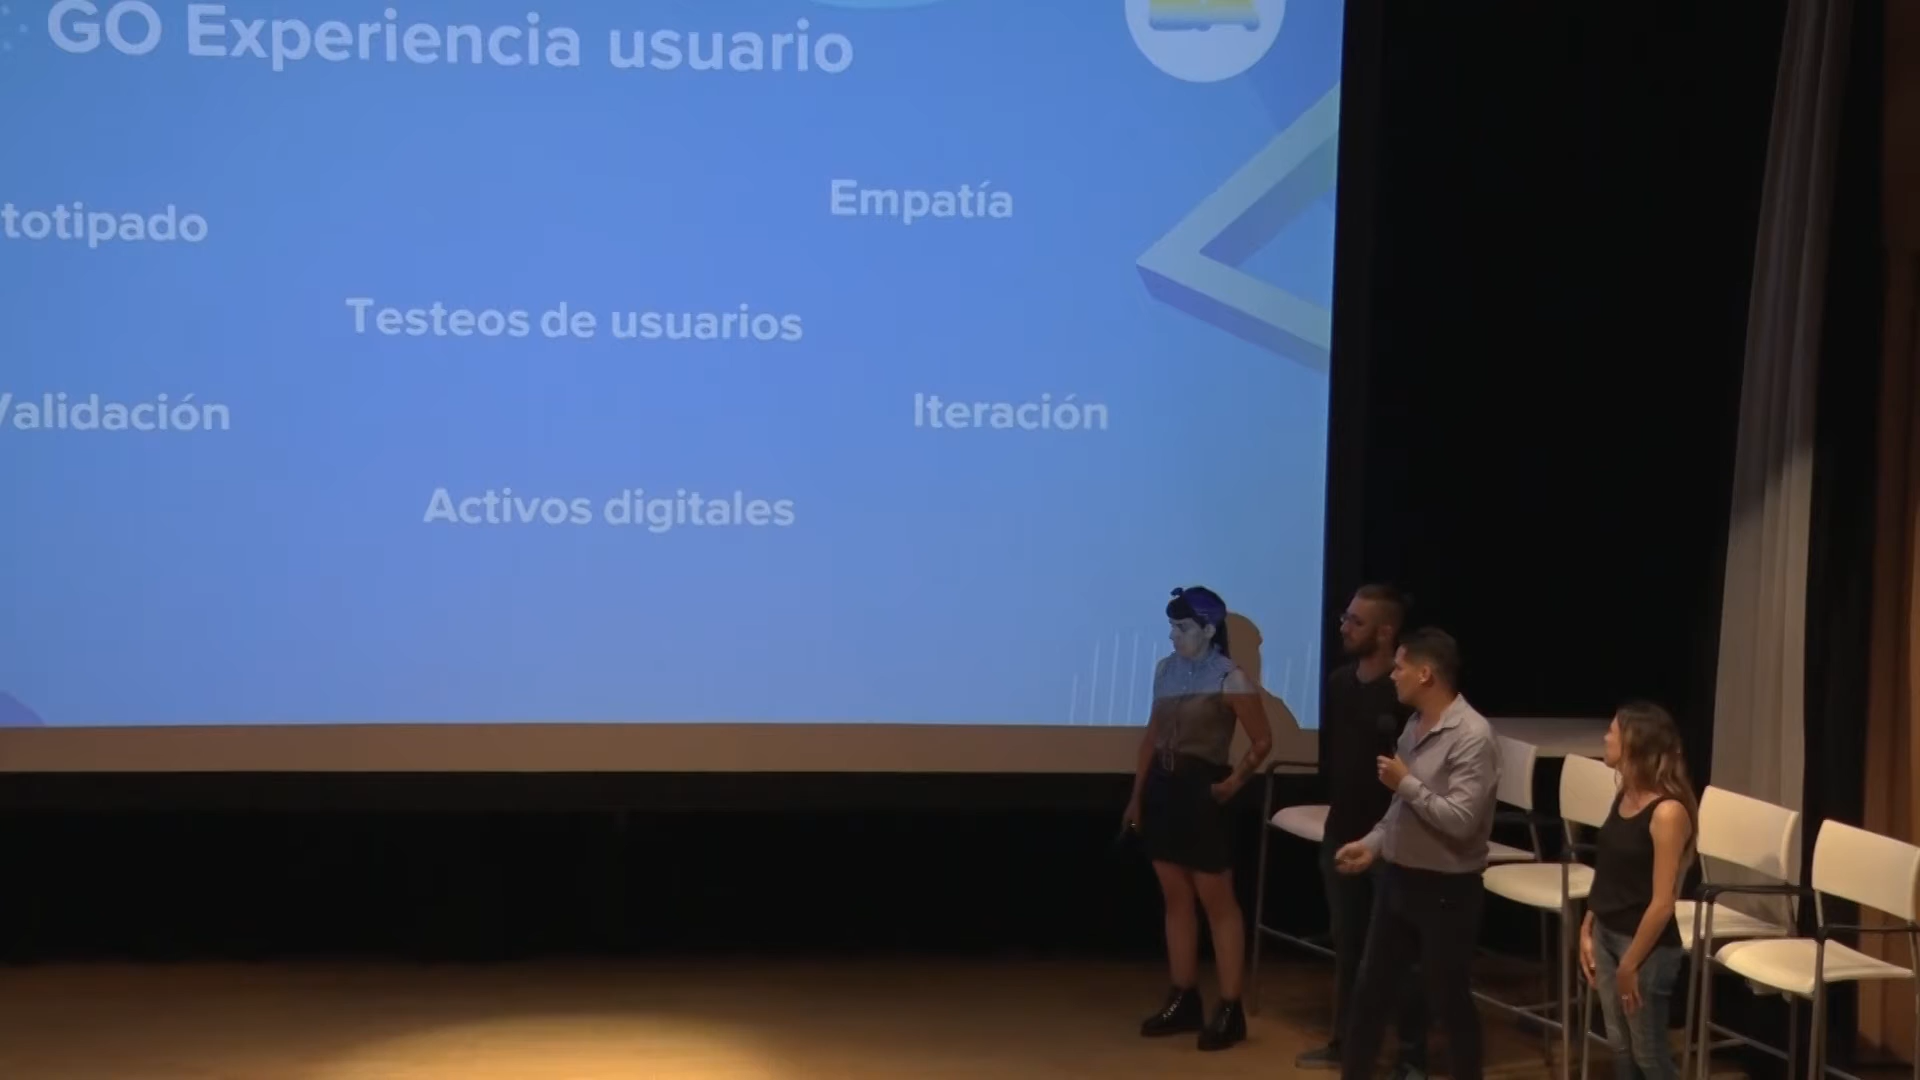 GO Experiencia usuario
totipado
Empatía
Testeos de usuarios
Validación
Iteración
Activos digitales